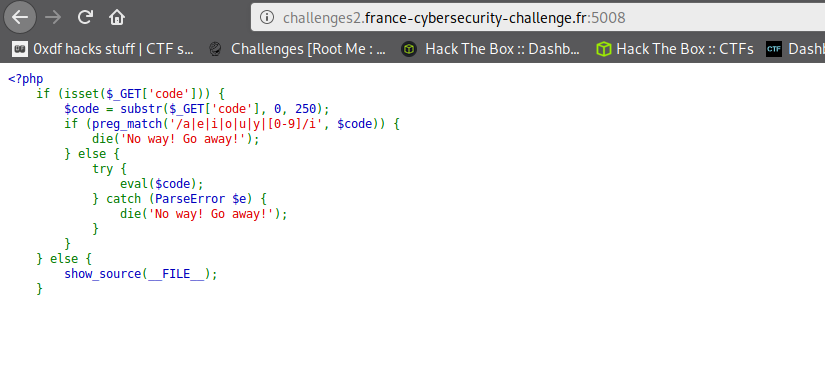 challenges2.france-cybersecurity-challenge.fr:5008
0xdf hacks stuff | CTF s... Challenges [Root Me : ... Hack The Box :: Dashb... Hack The Box :: CTFs CTF Dashb
<?php
    if (isset($_GET['code'])) {
        $code = substr($_GET['code'], 0, 250);
        if (preg_match('/a|e|i|o|u|y|[0-9]/i', $code)) {
            die('No way! Go away!');
        } else {
            try {
                eval($code);
            } catch (ParseError $e) {
                die('No way! Go away!');
            }
        }
    } else {
        show_source(__FILE__);
    }